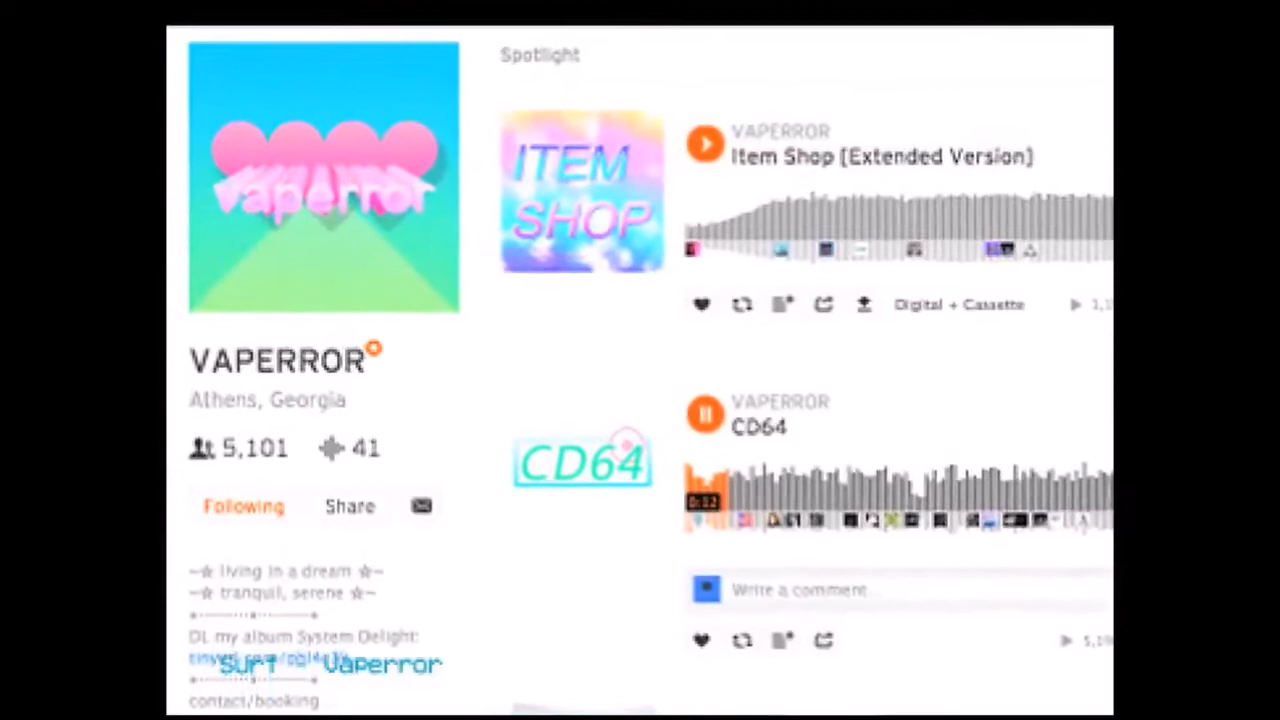 vaperror
VAPERROR
Athens, Georgia
5,101 41
Following Share
~☆ living in a dream ☆~
~☆ tranquil, serene ☆~
DL my album System Delight:
Surf - Vaperror
contact/booking
Spotlight
ITEM
SHOP
VAPERROR
Item Shop [Extended Version]
Digital + Cassette
CD64
VAPERROR
CD64
0:12
Write a comment